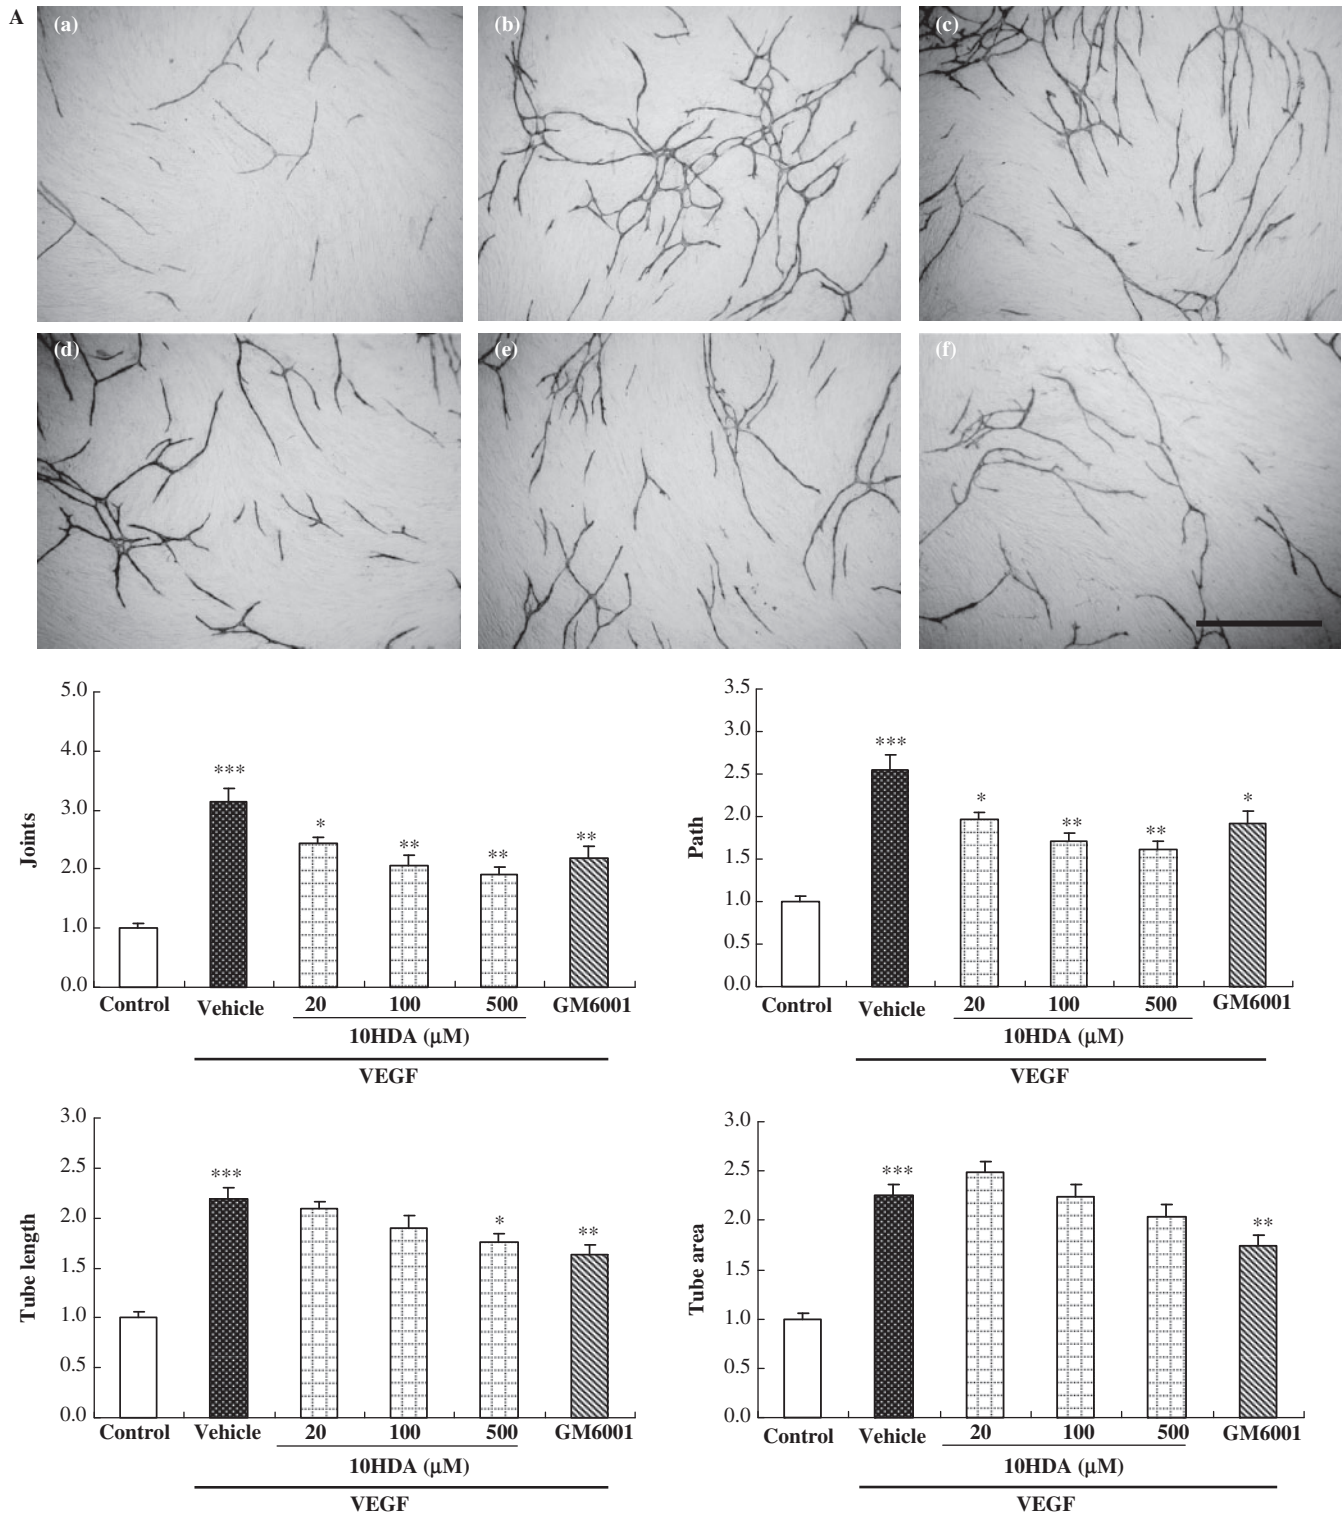 A
(a)
(b)
(c)
(d)
(e)
(f)
5.0
4.0
3.0
2.0
1.0
0.0
Joints
***
*
**
**
**
Control
Vehicle
20
100
500
GM6001
10HDA (μM)
VEGF
3.5
3.0
2.5
2.0
1.5
1.0
0.5
0.0
Path
***
*
**
**
*
Control
Vehicle
20
100
500
GM6001
10HDA (μM)
VEGF
3.0
2.5
2.0
1.5
1.0
0.5
0.0
Tube length
***
*
**
Control
Vehicle
20
100
500
GM6001
10HDA (μM)
VEGF
3.0
2.5
2.0
1.5
1.0
0.5
0.0
Tube area
***
**
Control
Vehicle
20
100
500
GM6001
10HDA (μM)
VEGF